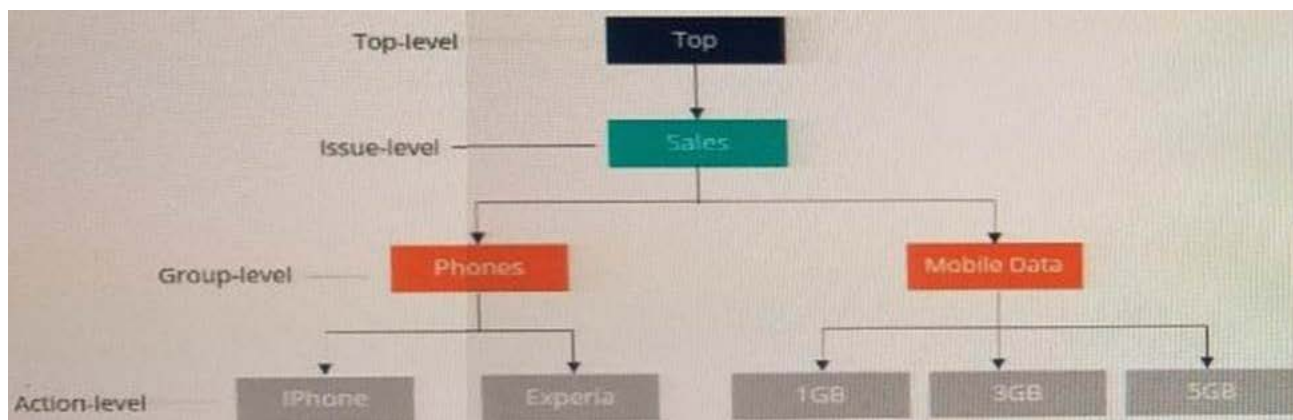 Top-level
Top
Issue-level
Sales
Group-level
Phones
Mobile Data
Action-level
IPhone
Experia
1GB
3GB
5GB